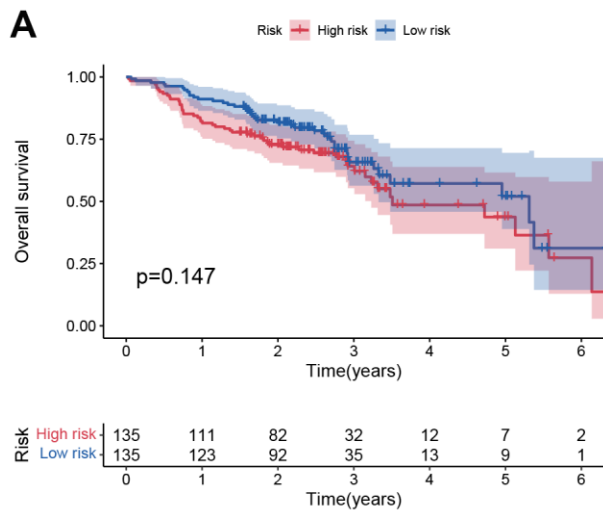 A
Risk High risk Low risk
1.00
0.75
0.50
0.25
0.00
Overall survival
p=0.147
0 1 2 3 4 5 6
Time(years)
Risk
High risk 135 111 82 32 12 7 2
Low risk 135 123 92 35 13 9 1
0 1 2 3 4 5 6
Time(years)